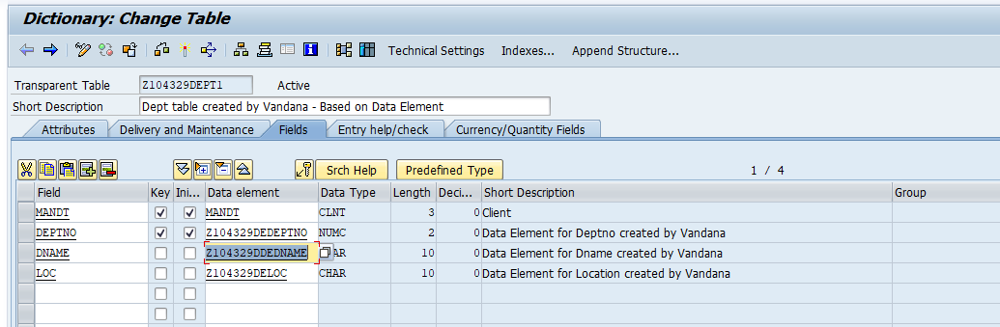 Dictionary: Change Table
Technical Settings Indexes... Append Structure...
Transparent Table Z104329DEPT1 Active
Short Description Dept table created by Vandana - Based on Data Element
Attributes Delivery and Maintenance Fields Entry help/check Currency/Quantity Fields
Srch Help Predefined Type 1 / 4
Field Key Ini... Data element Data Type Length Deci... Short Description Group
MANDT MANDT CLNT 3 0 Client
DEPTNO Z104329DEDEPTNO NUMC 2 0 Data Element for Deptno created by Vandana
DNAME Z104329DDEDNAME AR 10 0 Data Element for Dname created by Vandana
LOC Z104329DELOC CHAR 10 0 Data Element for Location created by Vandana